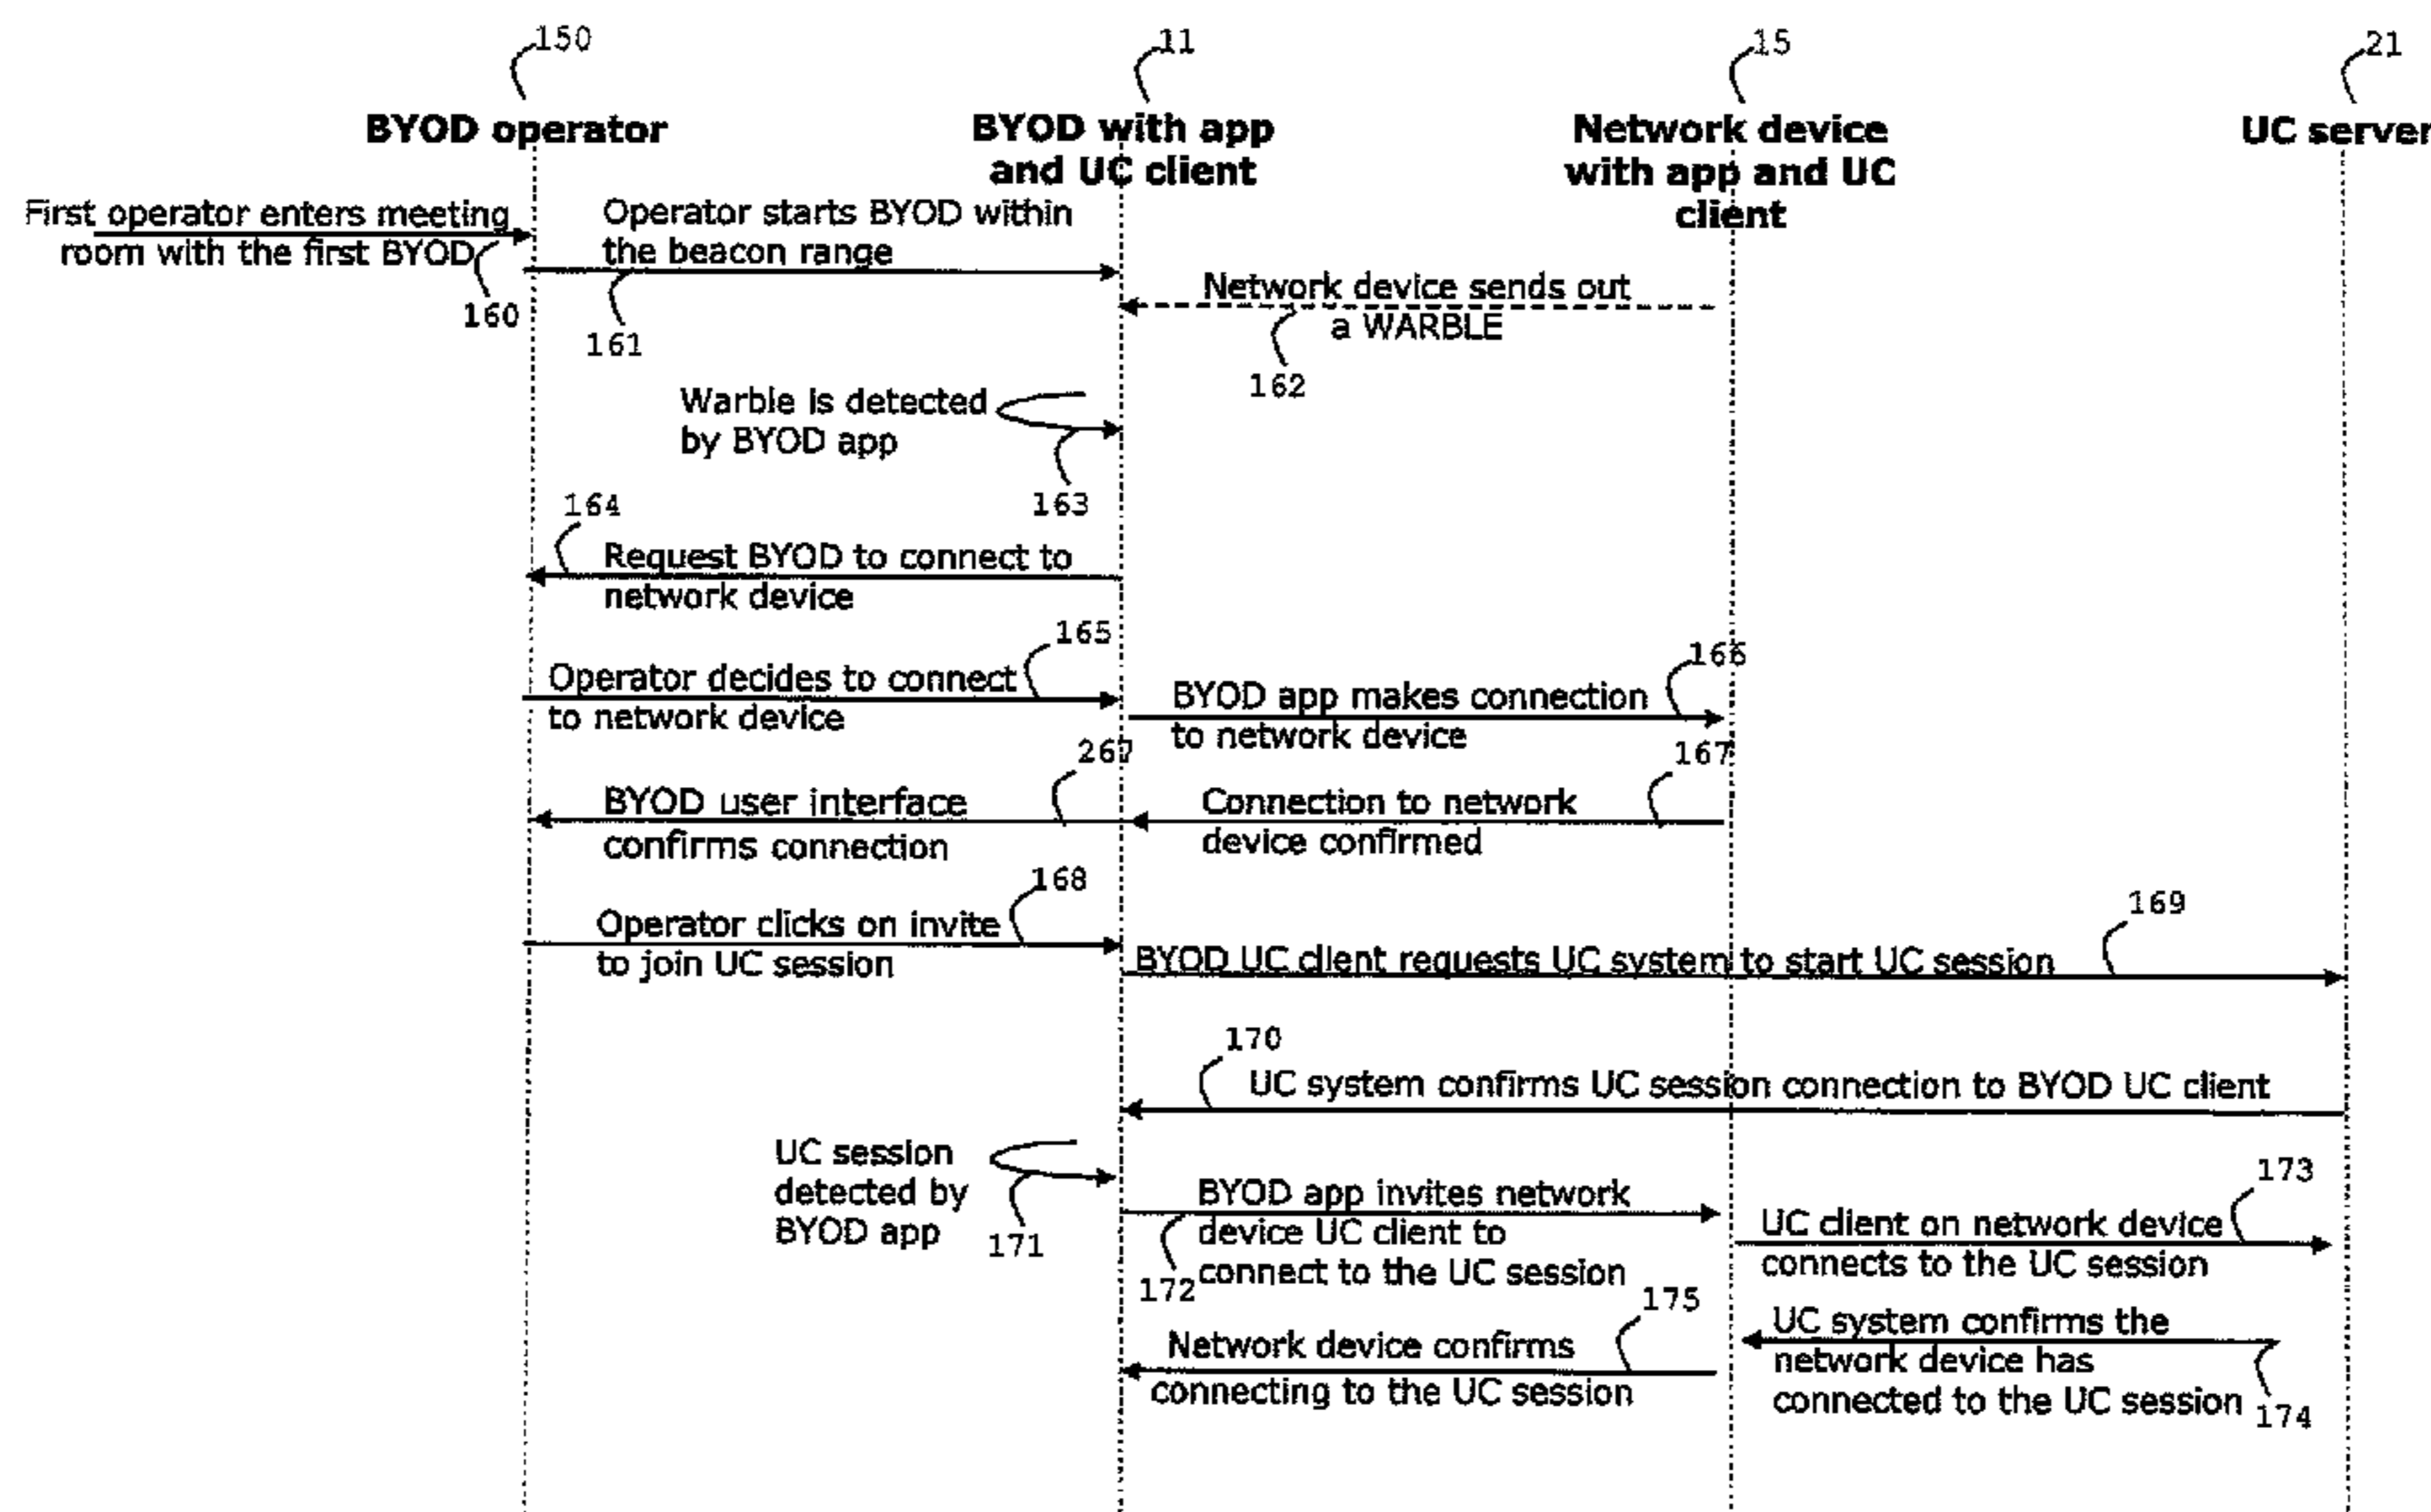 150
11
15
21
BYOD operator
BYOD with app
and UC client
Network device
with app and UC
client
UC server
First operator enters meeting
room with the first BYOD
160
Operator starts BYOD within
the beacon range
161
Network device sends out
a WARBLE
162
Warble is detected
by BYOD app
163
164
Request BYOD to connect to
network device
165
Operator decides to connect
to network device
166
BYOD app makes connection
to network device
267
BYOD user interface
confirms connection
167
Connection to network
device confirmed
168
Operator clicks on invite
to join UC session
169
BYOD UC client requests UC system to start UC session
170
UC system confirms UC session connection to BYOD UC client
UC session
detected by
BYOD app
171
BYOD app invites network
device UC client to
connect to the UC session
172
173
UC client on network device
connects to the UC session
175
Network device confirms
connecting to the UC session
UC system confirms the
network device has
connected to the UC session
174